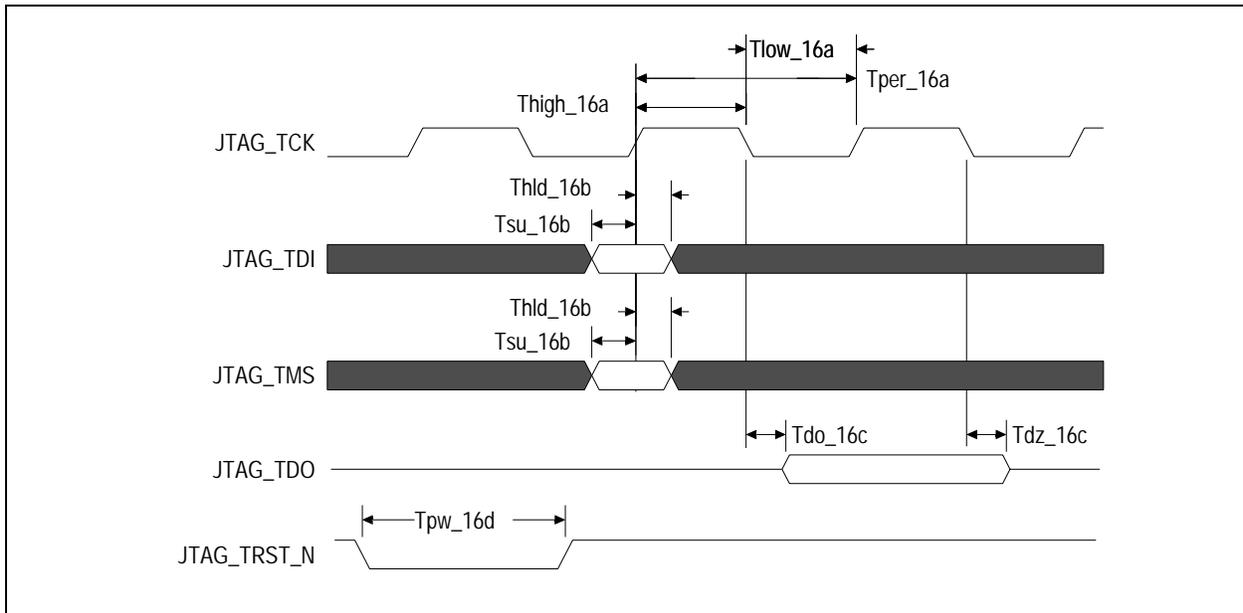 Tlow_16a
Tper_16a
Thigh_16a
JTAG_TCK
Thld_16b
Tsu_16b
JTAG_TDI
Thld_16b
Tsu_16b
JTAG_TMS
Tdo_16c
Tdz_16c
JTAG_TDO
Tpw_16d
JTAG_TRST_N